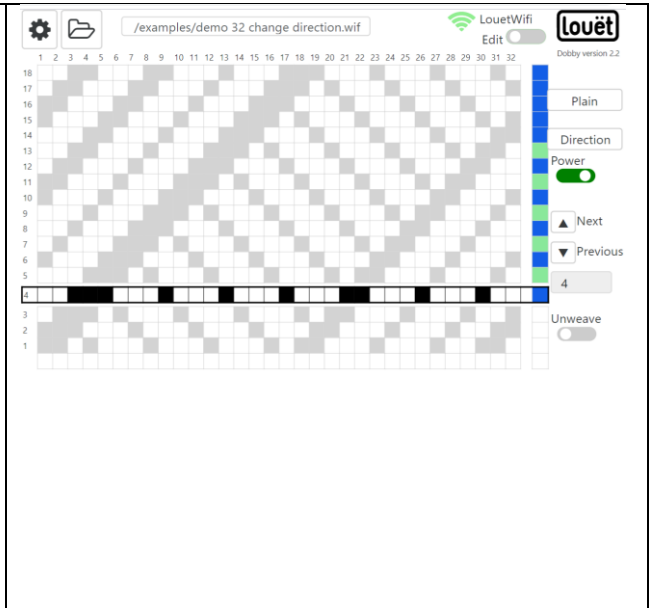 /examples/demo 32 change direction.wif
LouetWifi
Edit
Louët
Dobby version 2.2
1 2 3 4 5 6 7 8 9 10 11 12 13 14 15 16 17 18 19 20 21 22 23 24 25 26 27 28 29 30 31 32
18
17
16
Plain
15
14
Direction
13
Power
12
11
10
9
Next
8
7
Previous
6
5
4
4
3
Unweave
2
1